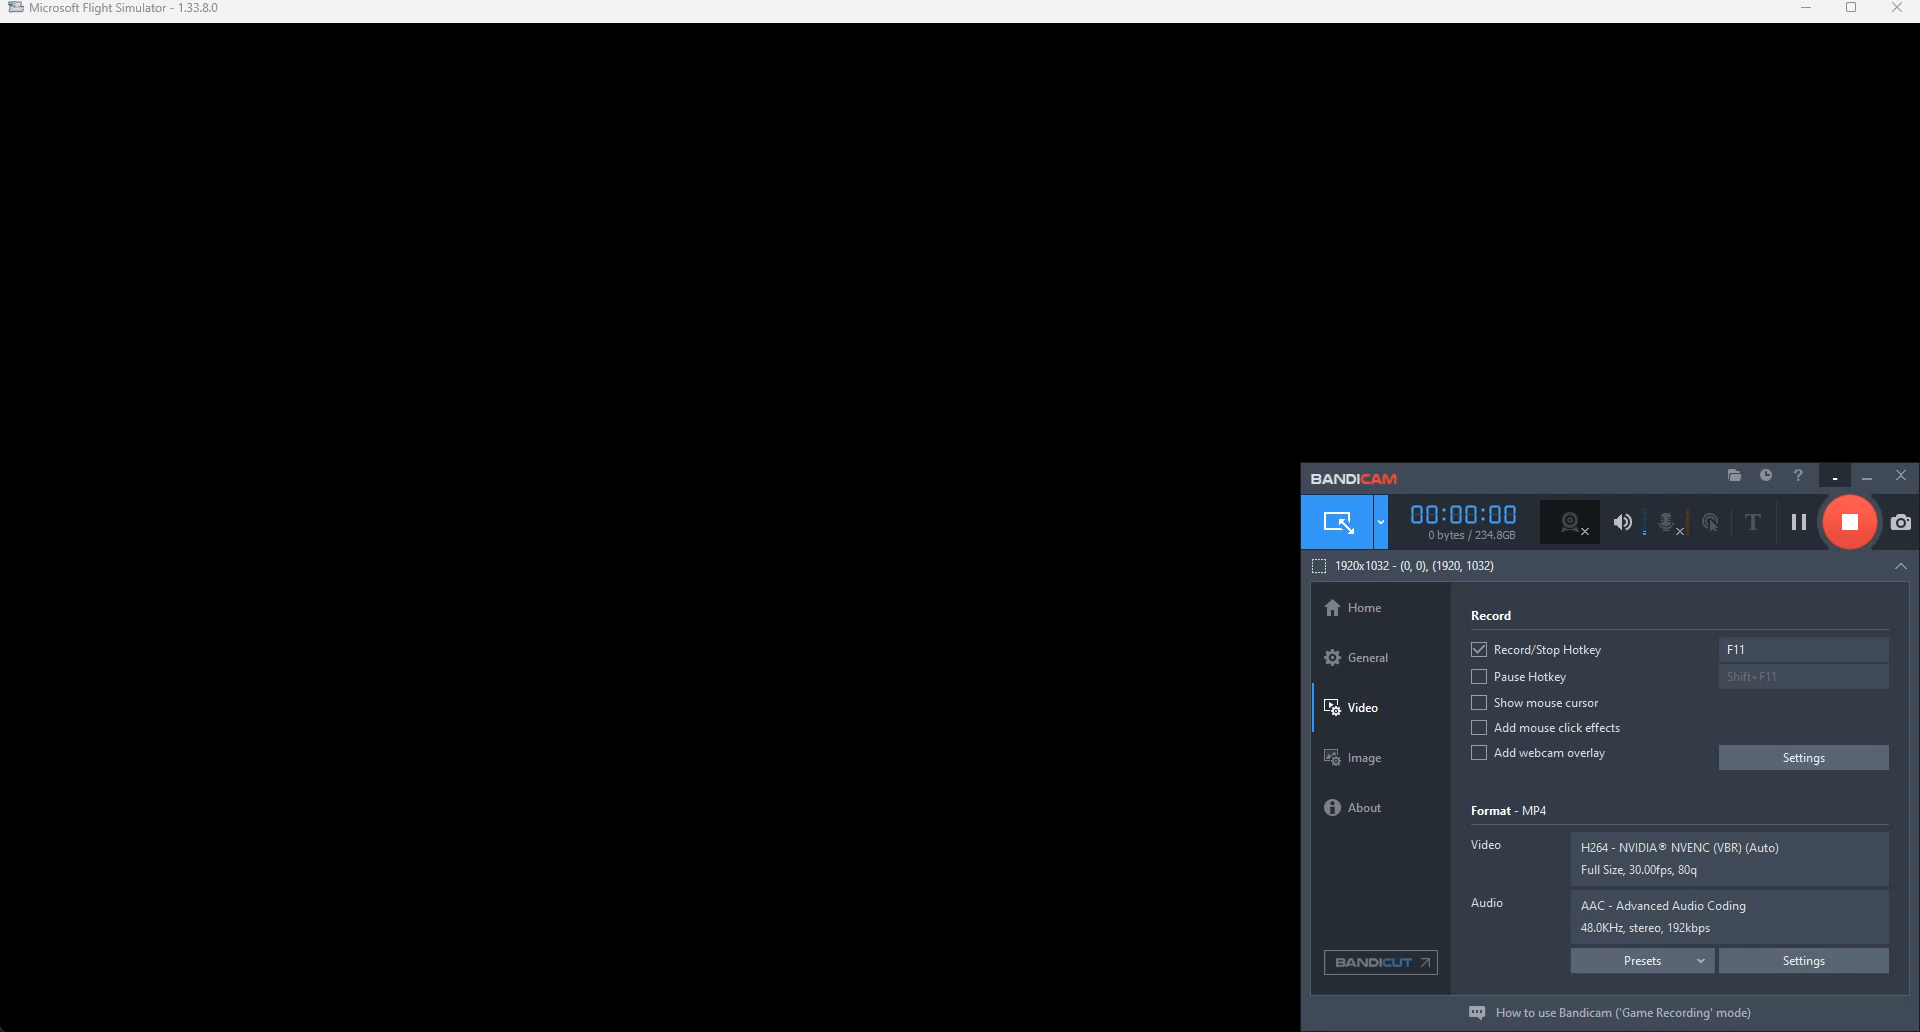 Microsoft Flight Simulator - 1.33.8.0
BANDICAM
?
00:00:00
0 bytes / 234.8GB
T
1920x1032 - (0, 0), (1920, 1032)
Home
General
Video
Image
About
BANDICUT
Record
Record/Stop Hotkey
F11
Pause Hotkey
Shift+F11
Show mouse cursor
Add mouse click effects
Add webcam overlay
Settings
Format - MP4
Video
H264 - NVIDIA® NVENC (VBR) (Auto)
Full Size, 30.00fps, 80q
Audio
AAC - Advanced Audio Coding
48.0KHz, stereo, 192kbps
Presets
Settings
How to use Bandicam ('Game Recording' mode)